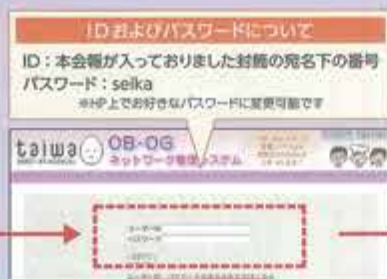 IDおよびパスワードについて
ID：本会報が入っておりました封筒の宛名下の番号
パスワード：seika
※HP上でお好きなパスワードに変更可能です
taiwa OB・OG
ネットワーク管理システム
ユーザーID
パスワード